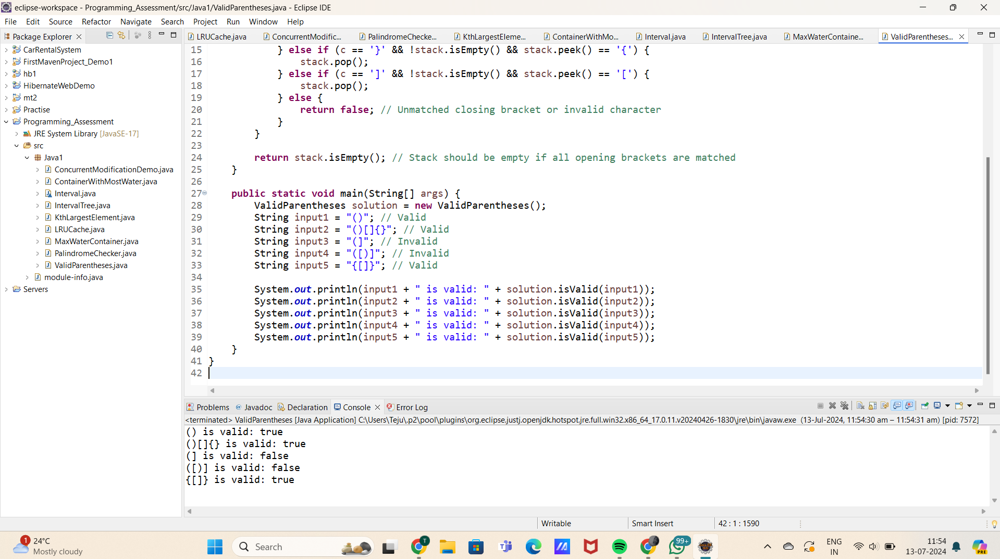 eclipse-workspace - Programming_Assessment/src/Java1/ValidParentheses.java - Eclipse IDE
File Edit Source Refactor Navigate Search Project Run Window Help
Package Explorer
CarRentalSystem
FirstMavenProject_Demo1
hb1
HibernateWebDemo
mt2
Practise
Programming_Assessment
JRE System Library [JavaSE-17]
src
Java1
ConcurrentModificationDemo.java
ContainerWithMostWater.java
Interval.java
IntervalTree.java
KthLargestElement.java
LRUCache.java
MaxWaterContainer.java
PalindromeChecker.java
ValidParentheses.java
module-info.java
Servers
LRUCache.java ConcurrentModific... PalindromeChecke... KthLargestEleme... ContainerWithMo... Interval.java IntervalTree.java MaxWaterContaine... ValidParentheses...
15 } else if (c == '}' && !stack.isEmpty() && stack.peek() == '{') {
16 stack.pop();
17 } else if (c == ']' && !stack.isEmpty() && stack.peek() == '[') {
18 stack.pop();
19 } else {
20 return false; // Unmatched closing bracket or invalid character
21 }
22 }
23
24 return stack.isEmpty(); // Stack should be empty if all opening brackets are matched
25 }
26
27 public static void main(String[] args) {
28 ValidParentheses solution = new ValidParentheses();
29 String input1 = "()"; // Valid
30 String input2 = "()[]{}"; // Valid
31 String input3 = "(]"; // Invalid
32 String input4 = "([)]"; // Invalid
33 String input5 = "{[]}"; // Valid
34
35 System.out.println(input1 + " is valid: " + solution.isValid(input1));
36 System.out.println(input2 + " is valid: " + solution.isValid(input2));
37 System.out.println(input3 + " is valid: " + solution.isValid(input3));
38 System.out.println(input4 + " is valid: " + solution.isValid(input4));
39 System.out.println(input5 + " is valid: " + solution.isValid(input5));
40 }
41 }
42
Problems @ Javadoc Declaration Console Error Log
<terminated> ValidParentheses [Java Application] C:\Users\Teju\.p2\pool\plugins\org.eclipse.justj.openjdk.hotspot.jre.full.win32.x86_64_17.0.11.v20240426-1830\jre\bin\javaw.exe (13-Jul-2024, 11:54:30 am – 11:54:31 am) [pid: 7572]
() is valid: true
()[]{} is valid: true
(] is valid: false
([)] is valid: false
{[]} is valid: true
Writable Smart Insert 42 : 1 : 1590
1
24°C
Mostly cloudy
Search
T
99+
ENG
IN
11:54
13-07-2024
PRE